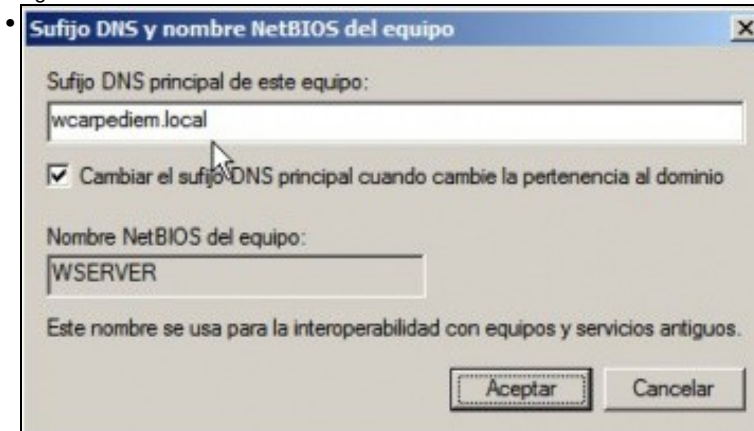 Sufijo DNS y nombre NetBIOS del equipo
Sufijo DNS principal de este equipo:
wcarpediem.local
Cambiar el sufijo DNS principal cuando cambie la pertenencia al dominio
Nombre NetBIOS del equipo:
WSERVER
Este nombre se usa para la interoperabilidad con equipos y servicios antiguos.
Aceptar Cancelar